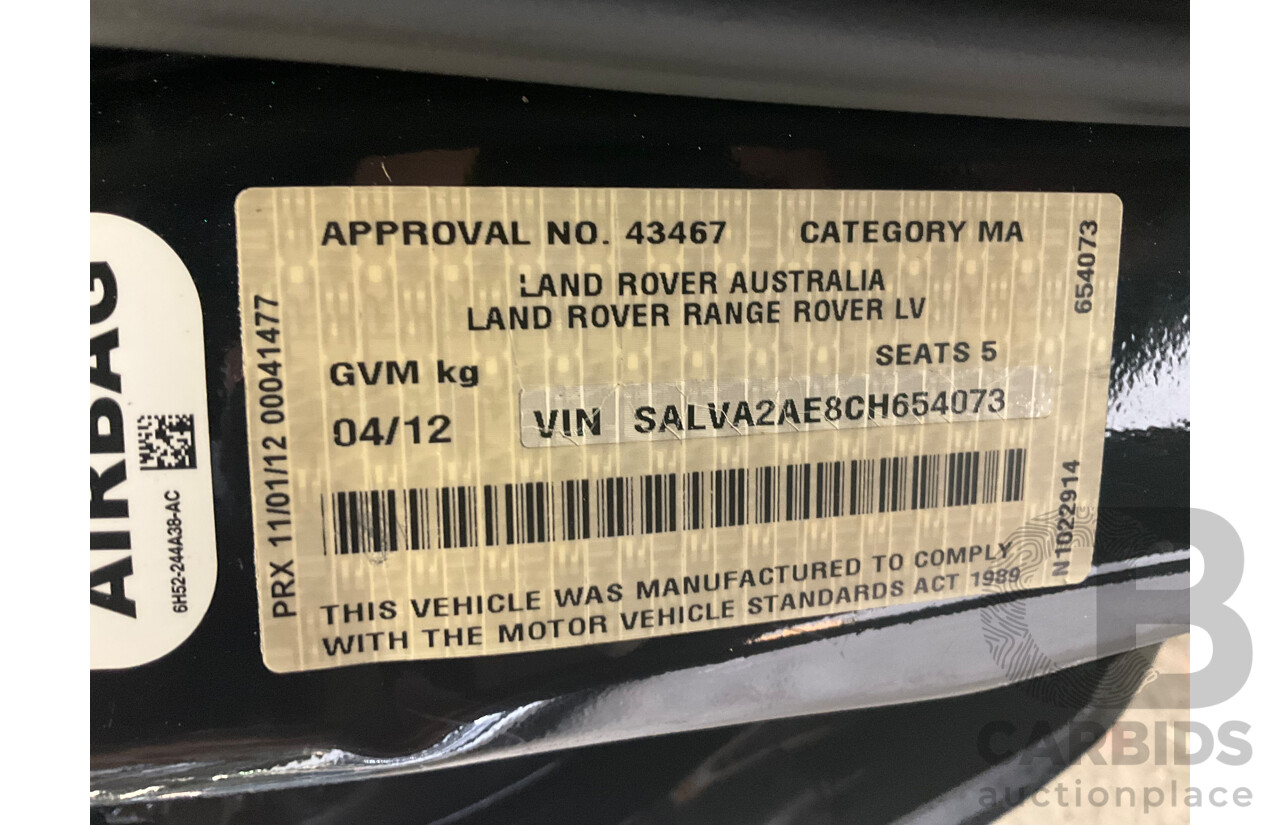 APPROVAL NO. 43467 CATEGORY MA
LAND ROVER AUSTRALIA
LAND ROVER RANGE ROVER LV
SEATS 5
GVM kg
04/12
VIN SALVA2AE8CH654073
THIS VEHICLE WAS MANUFACTURED TO COMPLY
WITH THE MOTOR VEHICLE STANDARDS ACT 1989
PRX 11/01/12 00041477
654073
N1022914
AIRBAG
6H52-244A38-AC
CB
CARBIDS
auctionplace